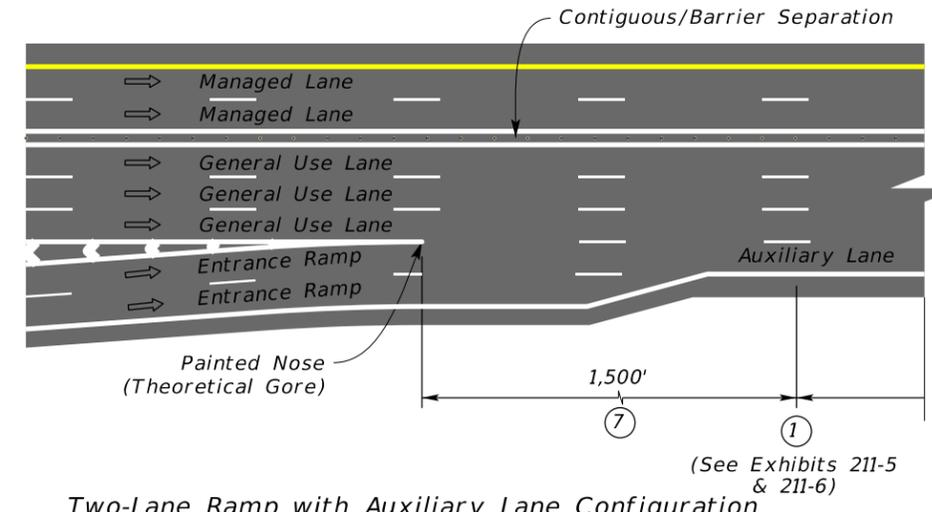 Contiguous/Barrier Separation
Managed Lane
Managed Lane
General Use Lane
General Use Lane
General Use Lane
Entrance Ramp
Auxiliary Lane
Entrance Ramp
Painted Nose
(Theoretical Gore)
1,500'
7
1
(See Exhibits 211-5
& 211-6)
Two-Lane Ramp with Auxiliary Lane Configuration